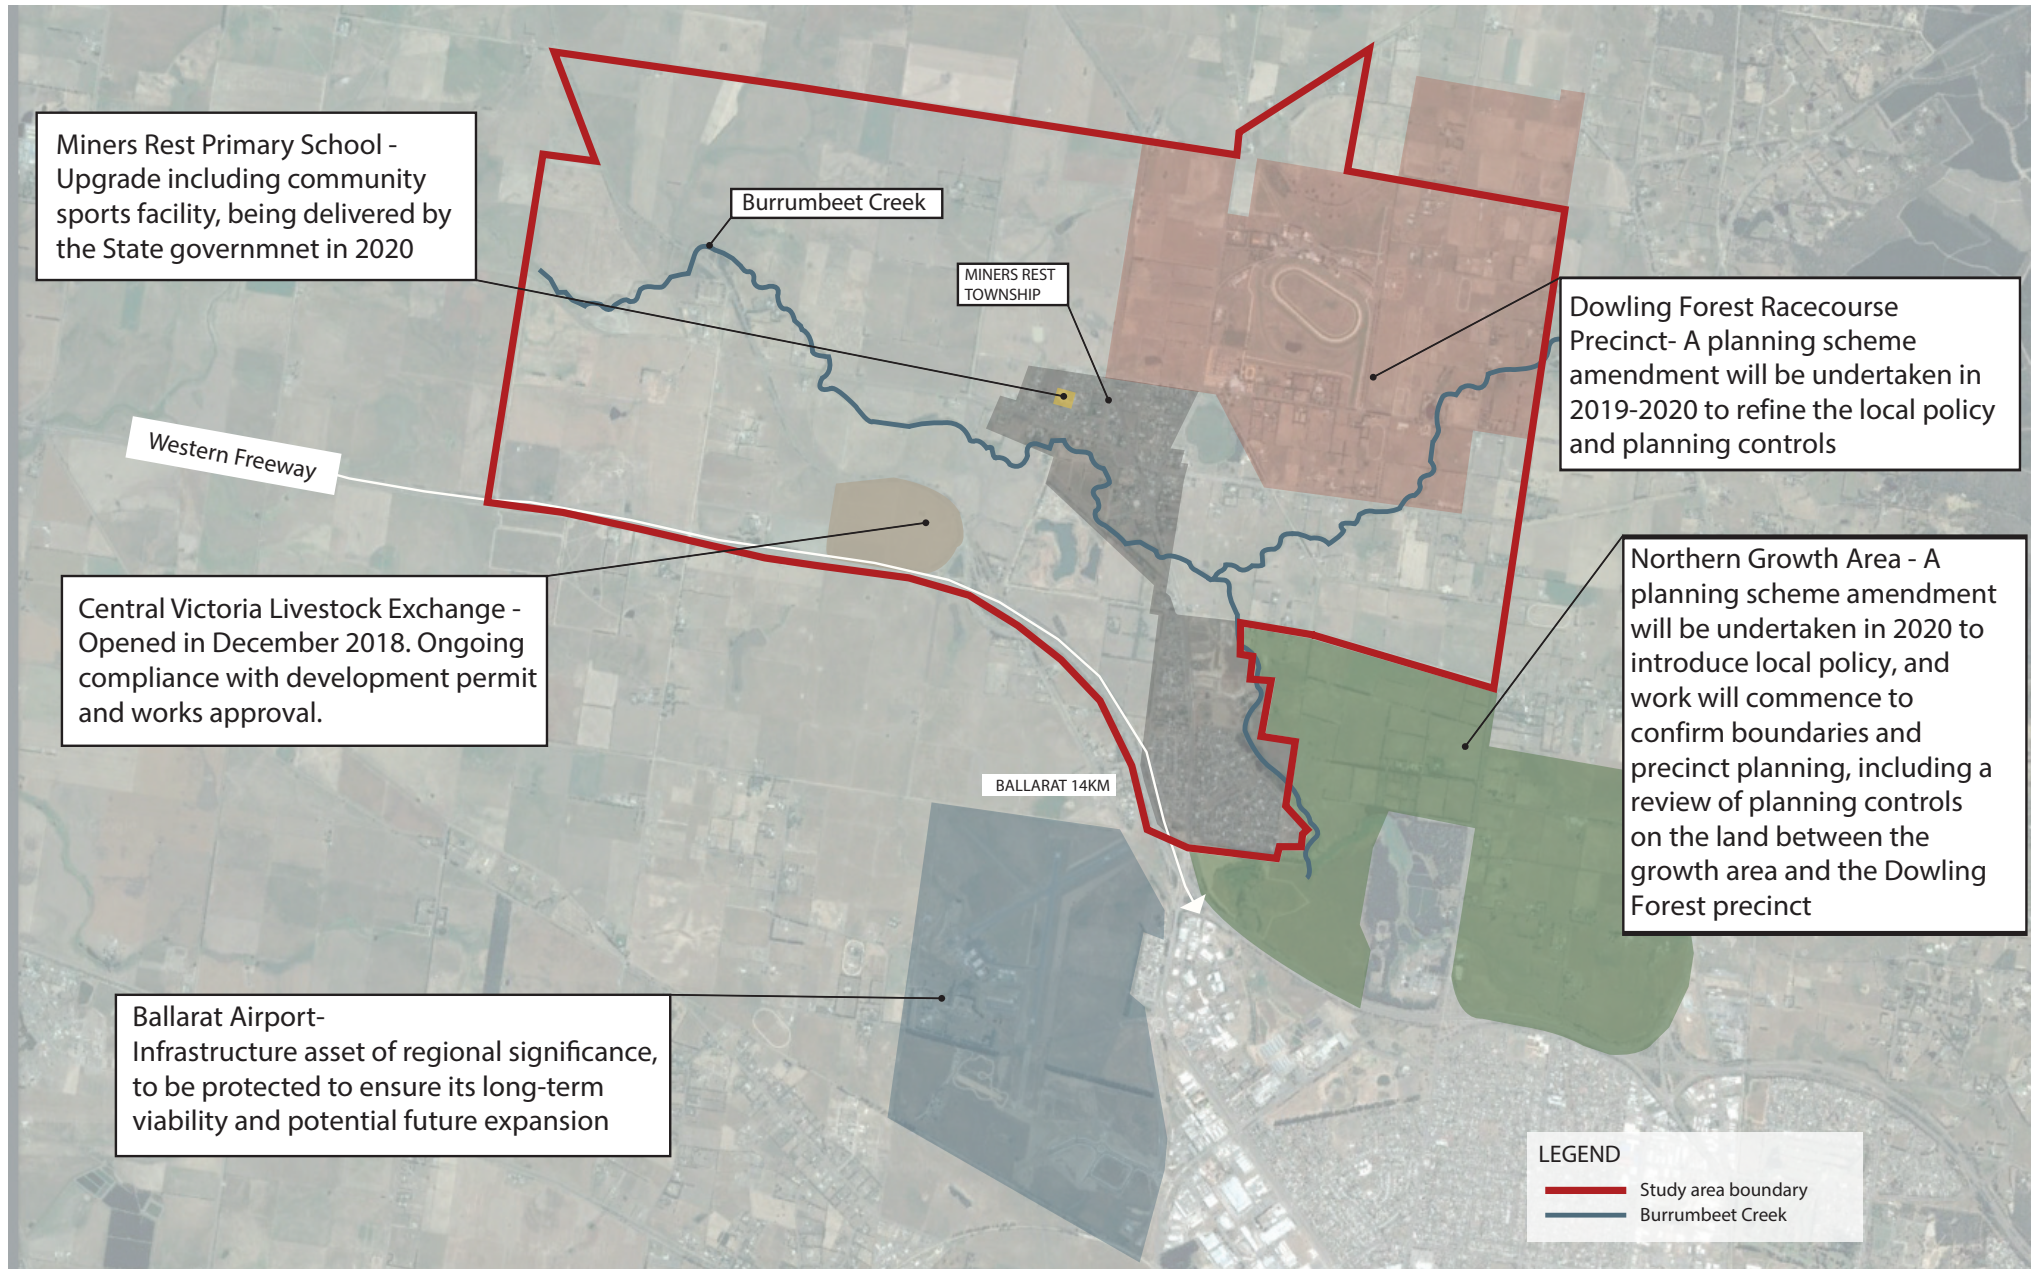 Miners Rest Primary School -
Upgrade including community
sports facility, being delivered by
the State governmnet in 2020
Burrumbeet Creek
MINERS REST
TOWNSHIP
Dowling Forest Racecourse
Precinct- A planning scheme
amendment will be undertaken in
2019-2020 to refine the local policy
and planning controls
Western Freeway
Central Victoria Livestock Exchange -
Opened in December 2018. Ongoing
compliance with development permit
and works approval.
Northern Growth Area - A
planning scheme amendment
will be undertaken in 2020 to
introduce local policy, and
work will commence to
confirm boundaries and
precinct planning, including a
review of planning controls
on the land between the
growth area and the Dowling
Forest precinct
BALLARAT 14KM
Ballarat Airport-
Infrastructure asset of regional significance,
to be protected to ensure its long-term
viability and potential future expansion
LEGEND
Study area boundary
Burrumbeet Creek